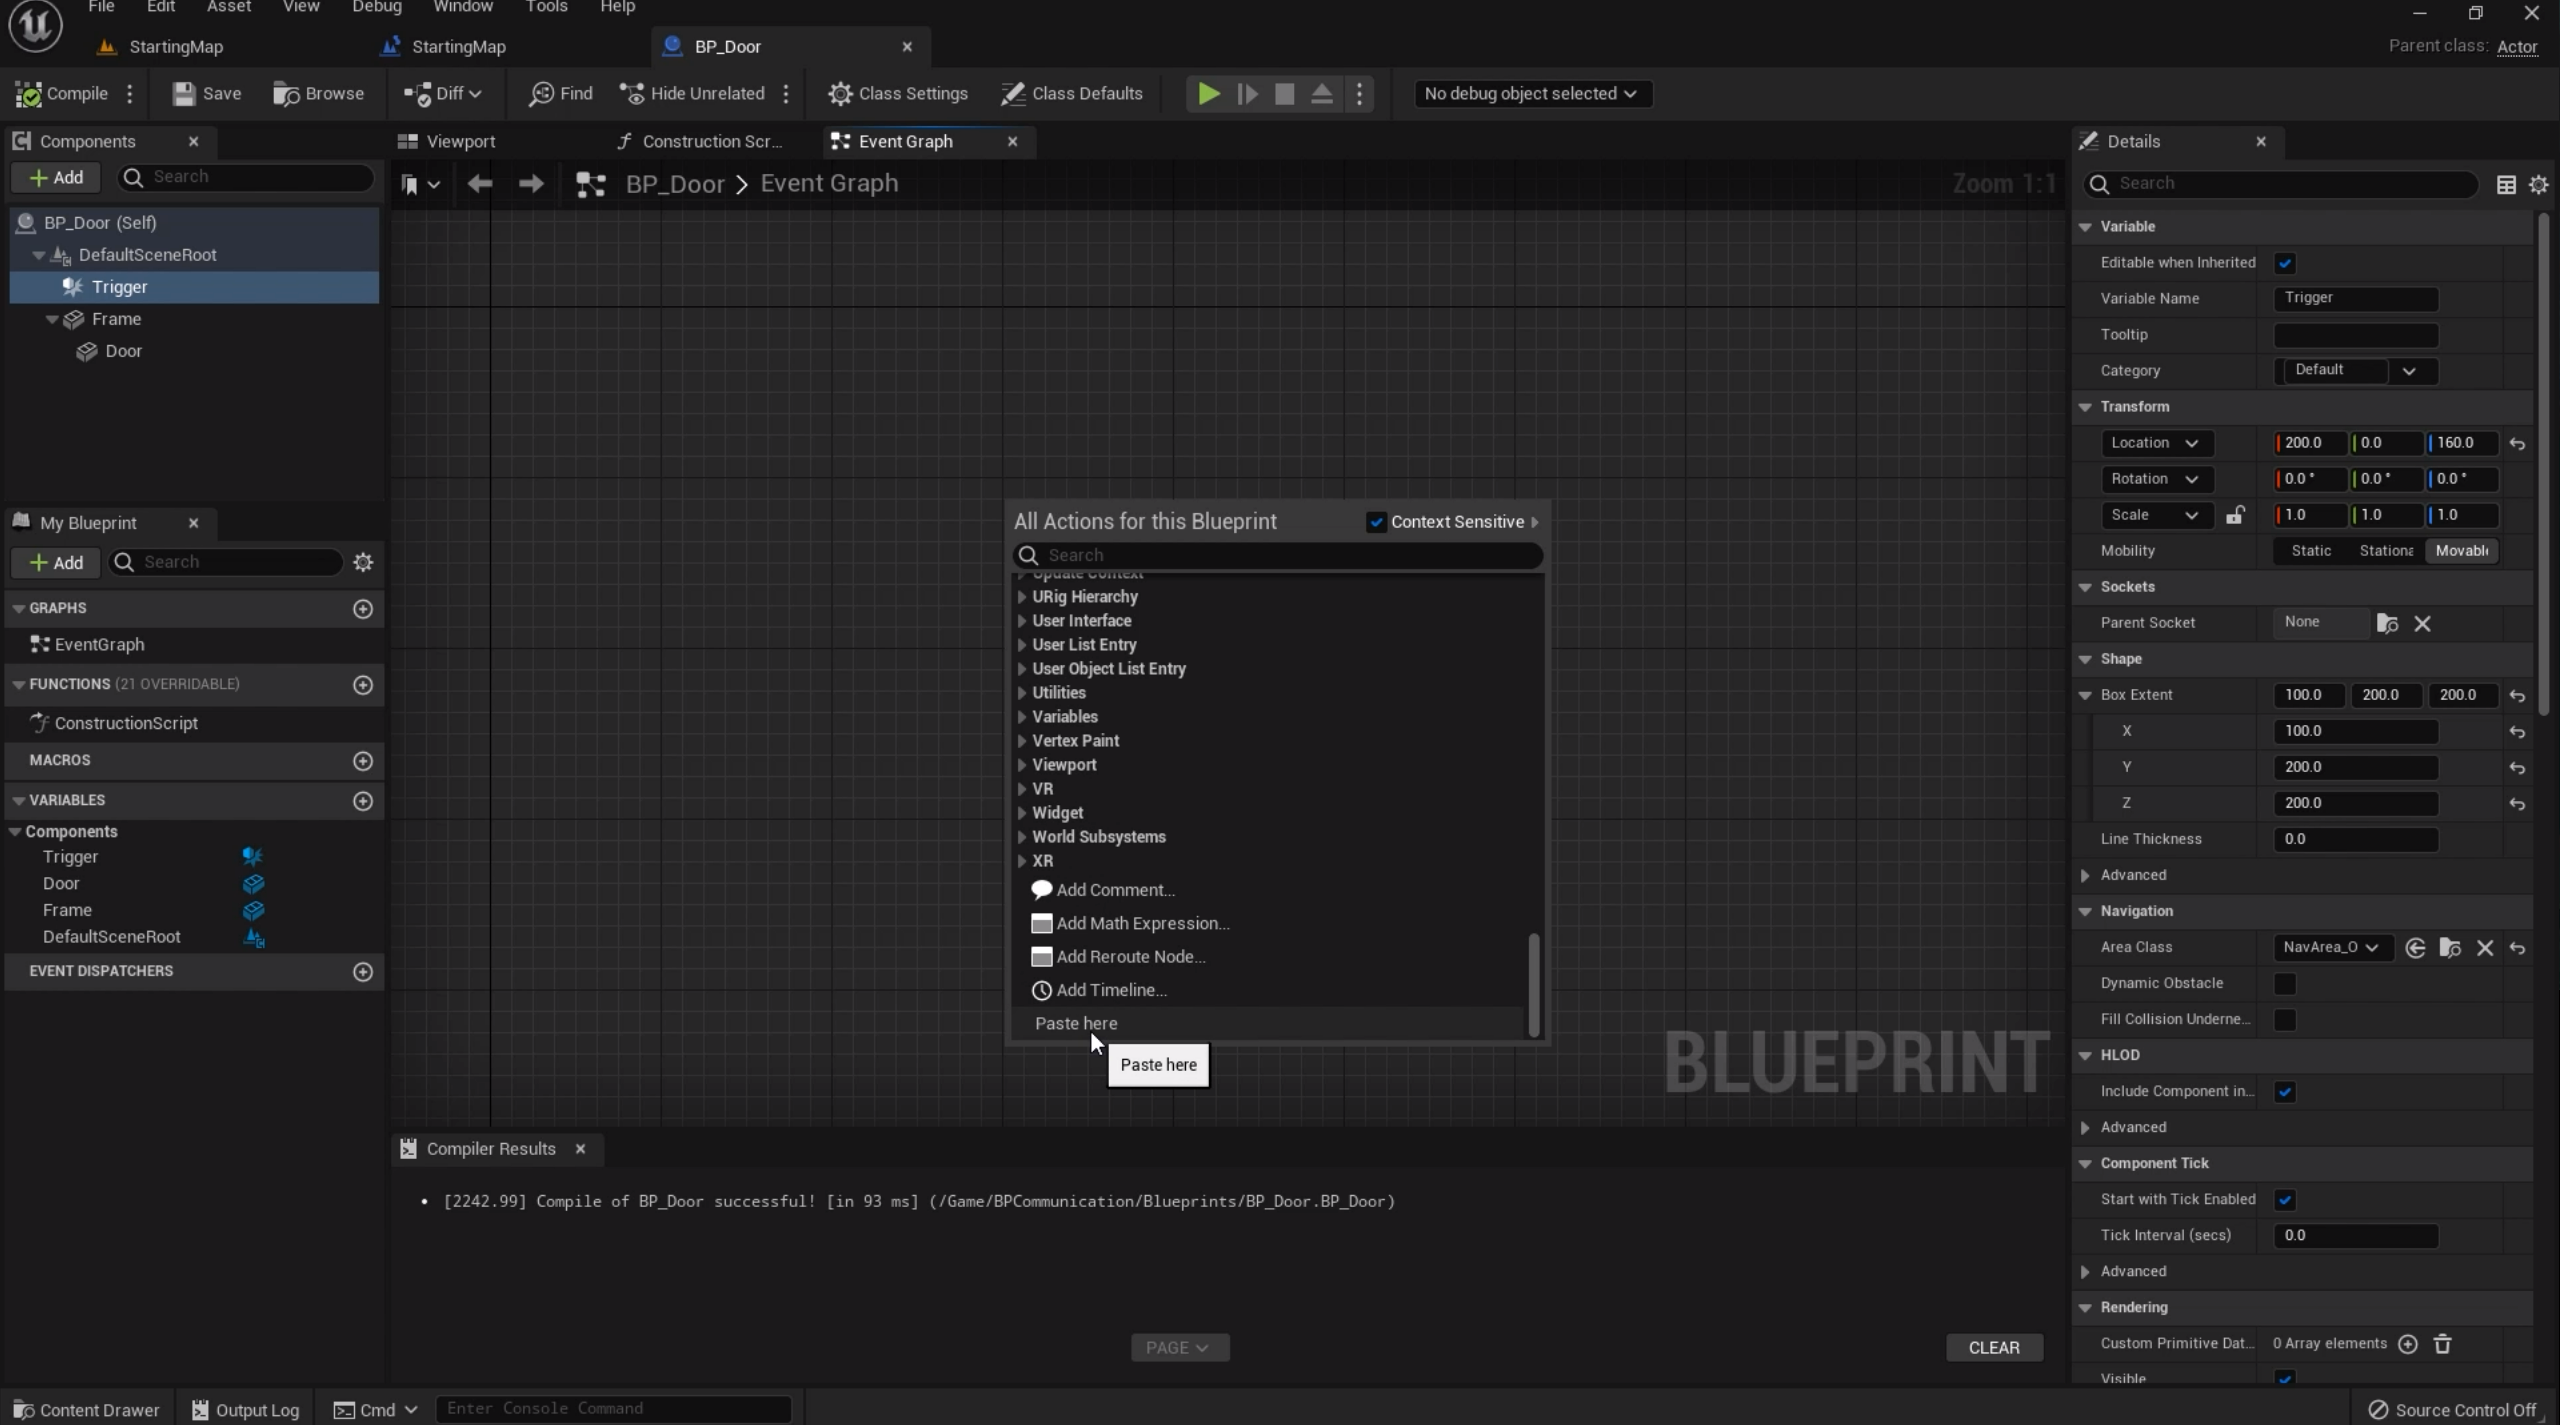 File Edit Asset View Debug Window Tools Help
StartingMap StartingMap BP_Door
Parent class: Actor
Compile Save Browse Diff Find Hide Unrelated Class Settings Class Defaults No debug object selected
Components
Add Search
BP_Door (Self)
DefaultSceneRoot
Trigger
Frame
Door
My Blueprint
Add Search
GRAPHS
EventGraph
FUNCTIONS (21 OVERRIDABLE)
ConstructionScript
MACROS
VARIABLES
Components
Trigger
Door
Frame
DefaultSceneRoot
EVENT DISPATCHERS
Viewport Construction Scr... Event Graph
BP_Door > Event Graph
Zoom 1:1
All Actions for this Blueprint Context Sensitive
Search
Update Context
URig Hierarchy
User Interface
User List Entry
User Object List Entry
Utilities
Variables
Vertex Paint
Viewport
VR
Widget
World Subsystems
XR
Add Comment...
Add Math Expression...
Add Reroute Node...
Add Timeline...
Paste here
Paste here
BLUEPRINT
Compiler Results
• [2242.99] Compile of BP_Door successful! [in 93 ms] (/Game/BPCommunication/Blueprints/BP_Door.BP_Door)
PAGE CLEAR
Details
Search
Variable
Editable when Inherited
Variable Name Trigger
Tooltip
Category Default
Transform
Location 200.0 0.0 160.0
Rotation 0.0 ° 0.0 ° 0.0 °
Scale 1.0 1.0 1.0
Mobility Static Stationa Movabl
Sockets
Parent Socket None
Shape
Box Extent 100.0 200.0 200.0
X 100.0
Y 200.0
Z 200.0
Line Thickness 0.0
Advanced
Navigation
Area Class NavArea_O
Dynamic Obstacle
Fill Collision Underne...
HLOD
Include Component in...
Advanced
Component Tick
Start with Tick Enabled
Tick Interval (secs) 0.0
Advanced
Rendering
Custom Primitive Dat... 0 Array elements
Visible
Content Drawer Output Log Cmd Enter Console Command Source Control Off